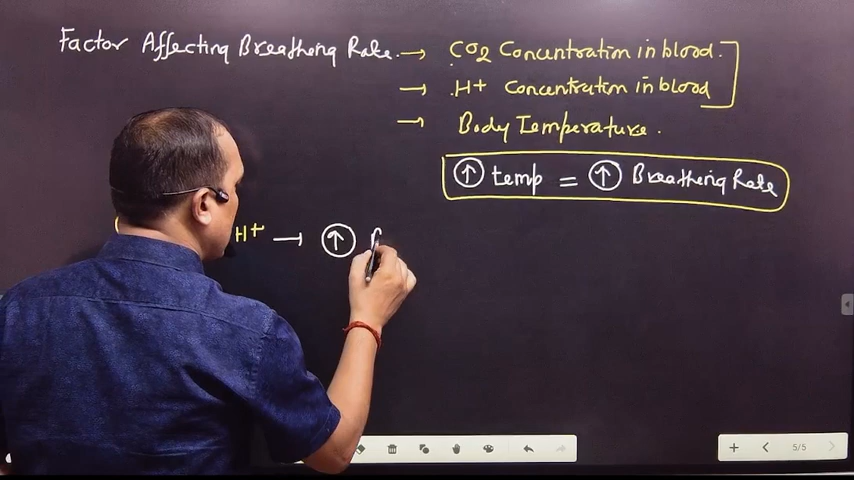 Factor Affecting Breathing Rate. → CO2 Concentration in blood.
→ H+ Concentration in blood
→ Body Temperature.
↑ temp = ↑ Breathing Rate
H+ → ↑
5/5